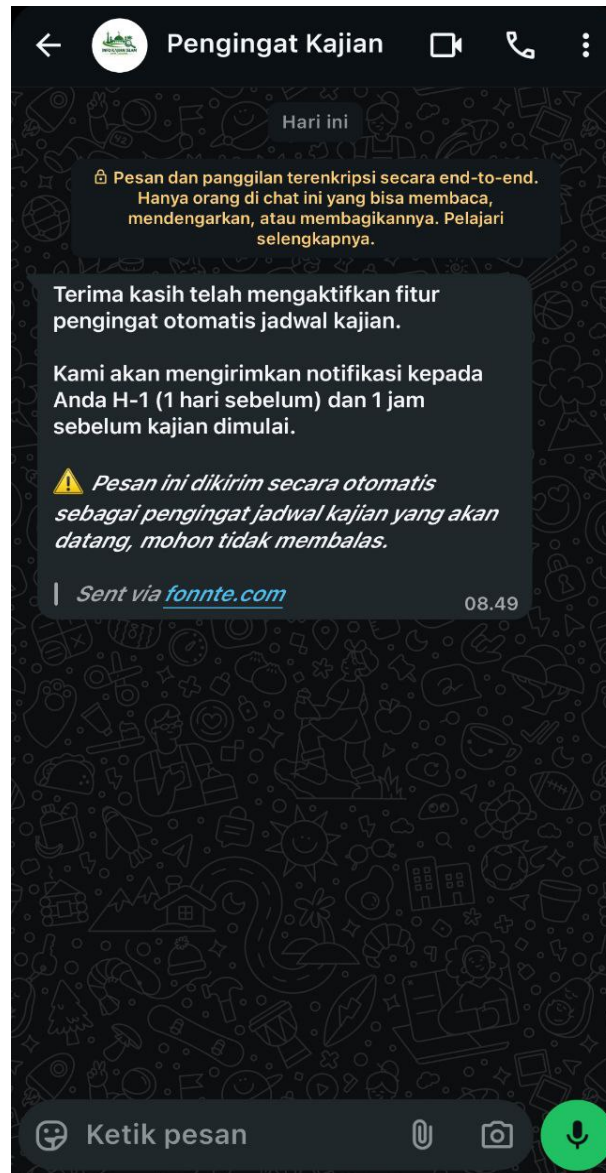 Pengingat Kajian
Hari ini
Pesan dan panggilan terenkripsi secara end-to-end.
Hanya orang di chat ini yang bisa membaca,
mendengarkan, atau membagikannya. Pelajari
selengkapnya.
Terima kasih telah mengaktifkan fitur
pengingat otomatis jadwal kajian.
Kami akan mengirimkan notifikasi kepada
Anda H-1 (1 hari sebelum) dan 1 jam
sebelum kajian dimulai.
⚠️ Pesan ini dikirim secara otomatis
sebagai pengingat jadwal kajian yang akan
datang, mohon tidak membalas.
Sent via fonnte.com
08.49
Ketik pesan